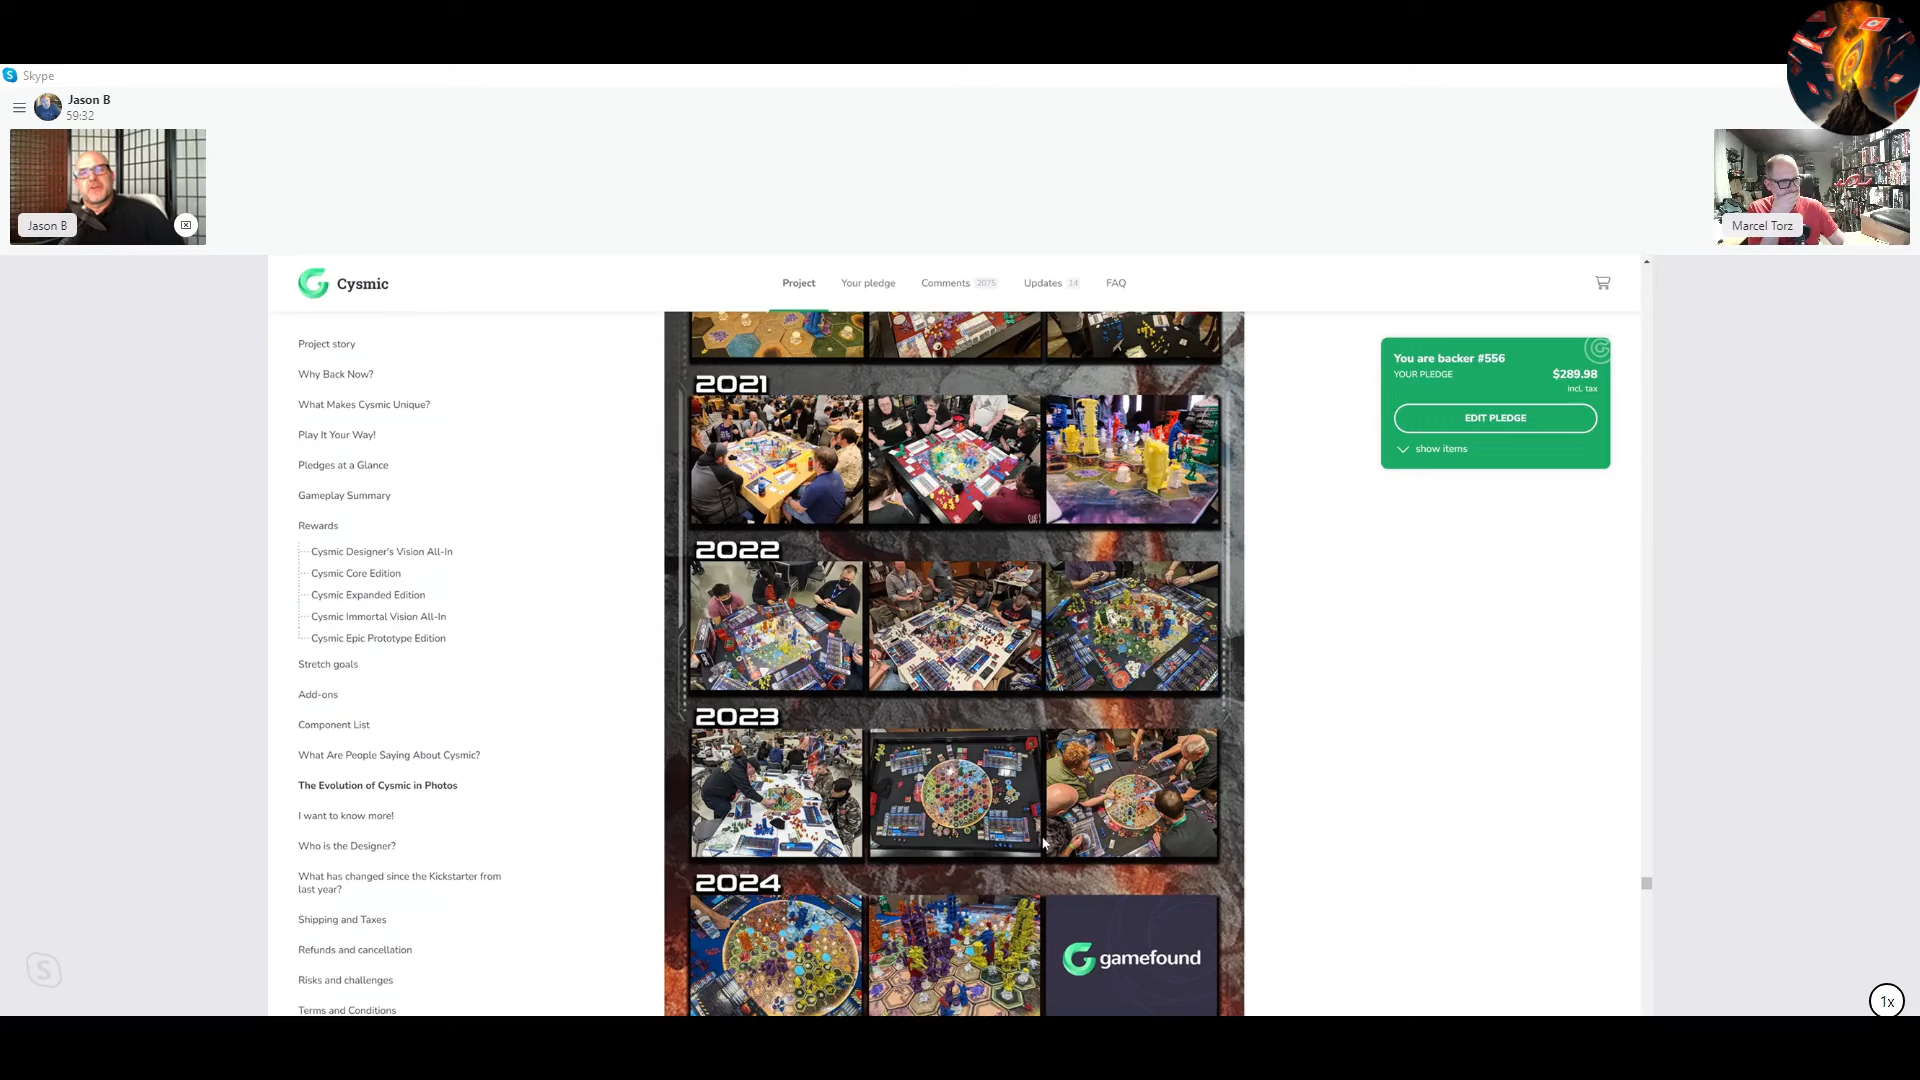 Skype
Jason B
59:32
Jason B
Marcel Torz
Cysmic
Project
Your pledge
Comments 2075
Updates 14
FAQ
Project story
Why Back Now?
What Makes Cysmic Unique?
Play It Your Way!
Pledges at a Glance
Gameplay Summary
Rewards
Cysmic Designer's Vision All-In
Cysmic Core Edition
Cysmic Expanded Edition
Cysmic Immortal Vision All-In
Cysmic Epic Prototype Edition
Stretch goals
Add-ons
Component List
What Are People Saying About Cysmic?
The Evolution of Cysmic in Photos
I want to know more!
Who is the Designer?
What has changed since the Kickstarter from
last year?
Shipping and Taxes
Refunds and cancellation
Risks and challenges
Terms and Conditions
2021
2022
2023
2024
gamefound
You are backer #556
YOUR PLEDGE $289.98
incl. tax
EDIT PLEDGE
show items
1x